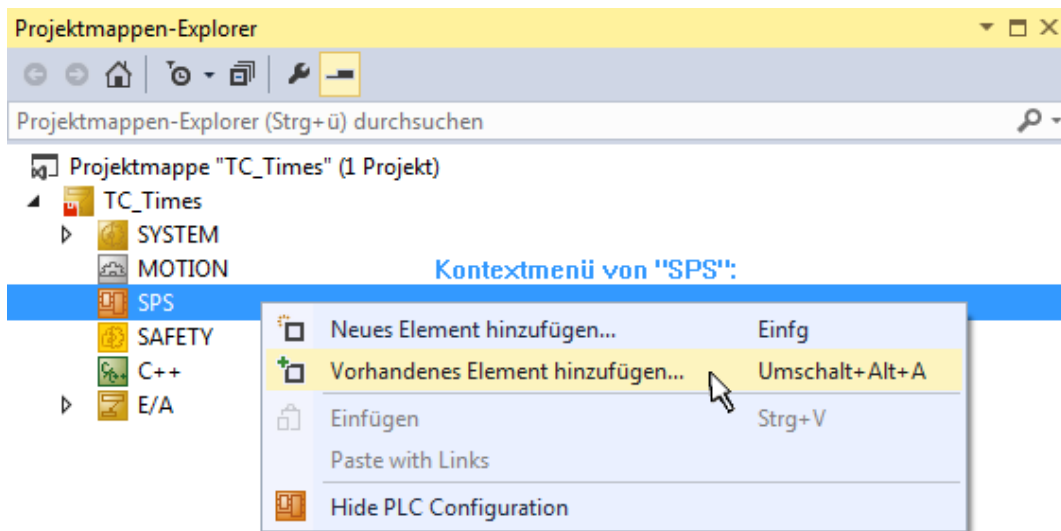 Projektmappen-Explorer
Projektmappen-Explorer (Strg+ü) durchsuchen
Projektmappe "TC_Times" (1 Projekt)
TC_Times
SYSTEM
MOTION
Kontextmenü von "SPS":
SPS
SAFETY
C++
E/A
Neues Element hinzufügen... Einfg
Vorhandenes Element hinzufügen... Umschalt+Alt+A
Einfügen Strg+V
Paste with Links
Hide PLC Configuration